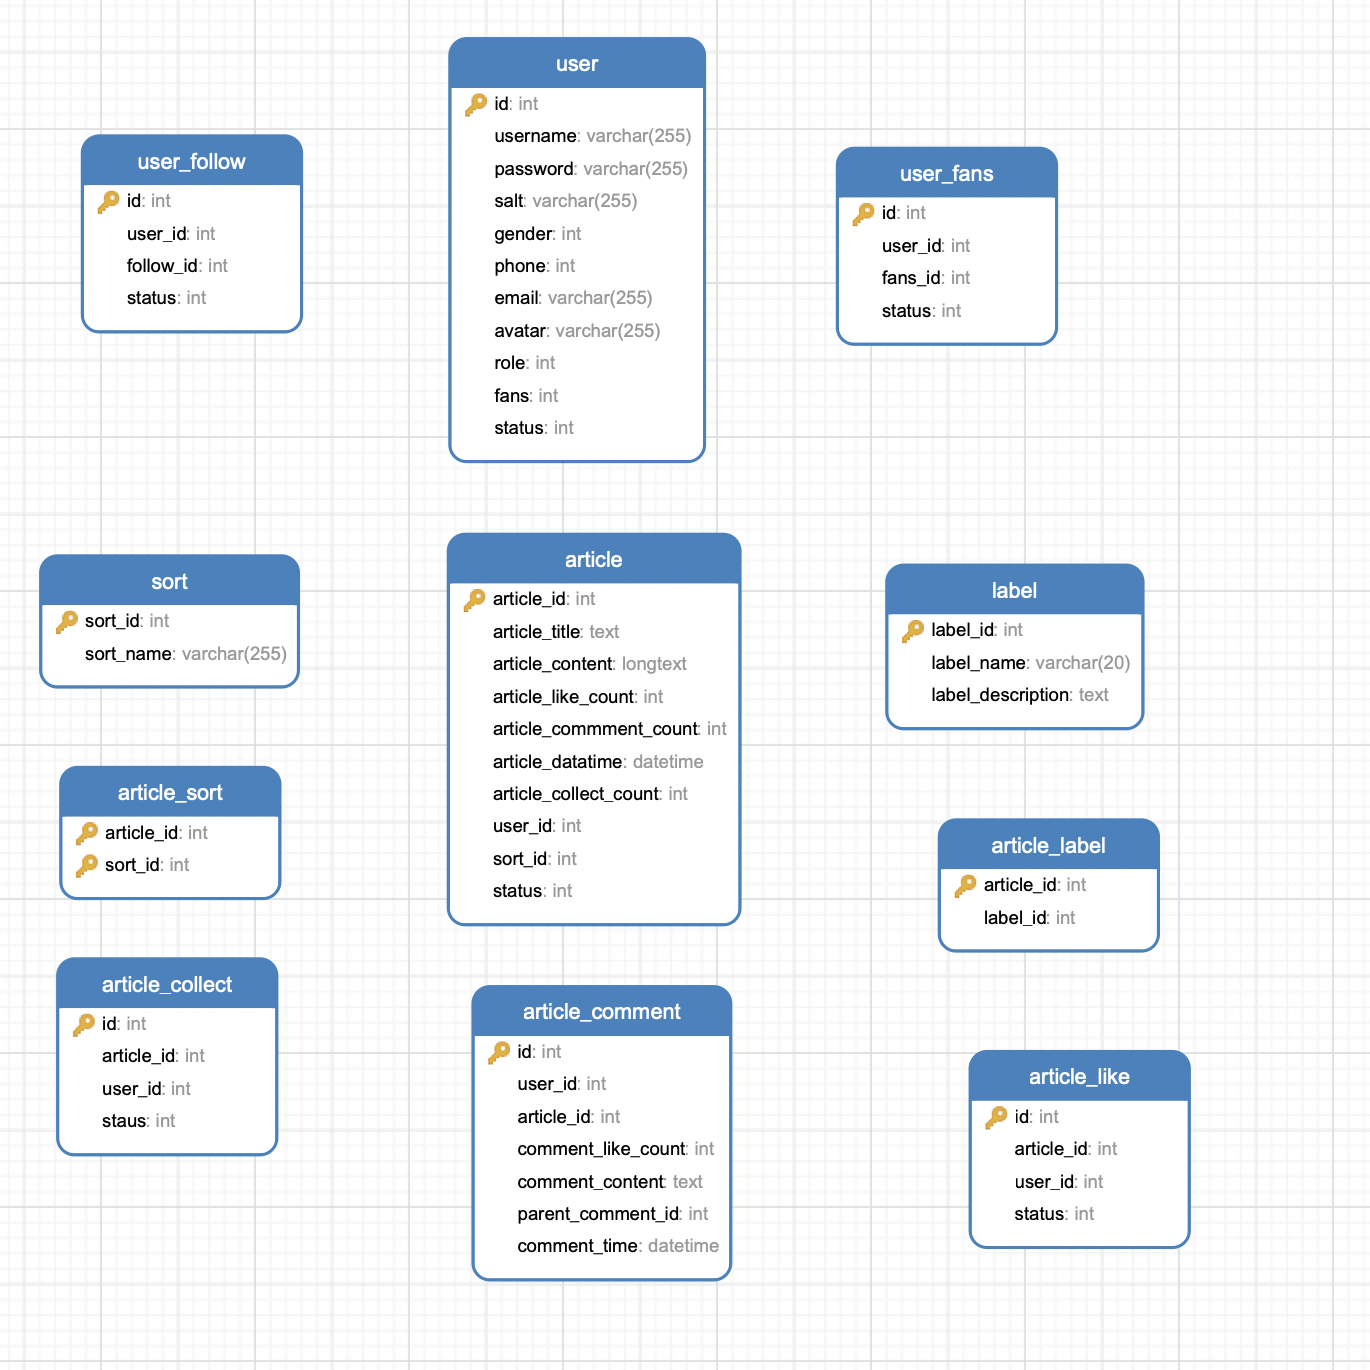 user
id: int
username: varchar(255)
password: varchar(255)
salt: varchar(255)
gender: int
phone: int
email: varchar(255)
avatar: varchar(255)
role: int
fans: int
status: int
user_follow
id: int
user_id: int
follow_id: int
status: int
user_fans
id: int
user_id: int
fans_id: int
status: int
sort
sort_id: int
sort_name: varchar(255)
article
article_id: int
article_title: text
article_content: longtext
article_like_count: int
article_commment_count: int
article_datatime: datetime
article_collect_count: int
user_id: int
sort_id: int
status: int
label
label_id: int
label_name: varchar(20)
label_description: text
article_sort
article_id: int
sort_id: int
article_label
article_id: int
label_id: int
article_collect
id: int
article_id: int
user_id: int
staus: int
article_comment
id: int
user_id: int
article_id: int
comment_like_count: int
comment_content: text
parent_comment_id: int
comment_time: datetime
article_like
id: int
article_id: int
user_id: int
status: int